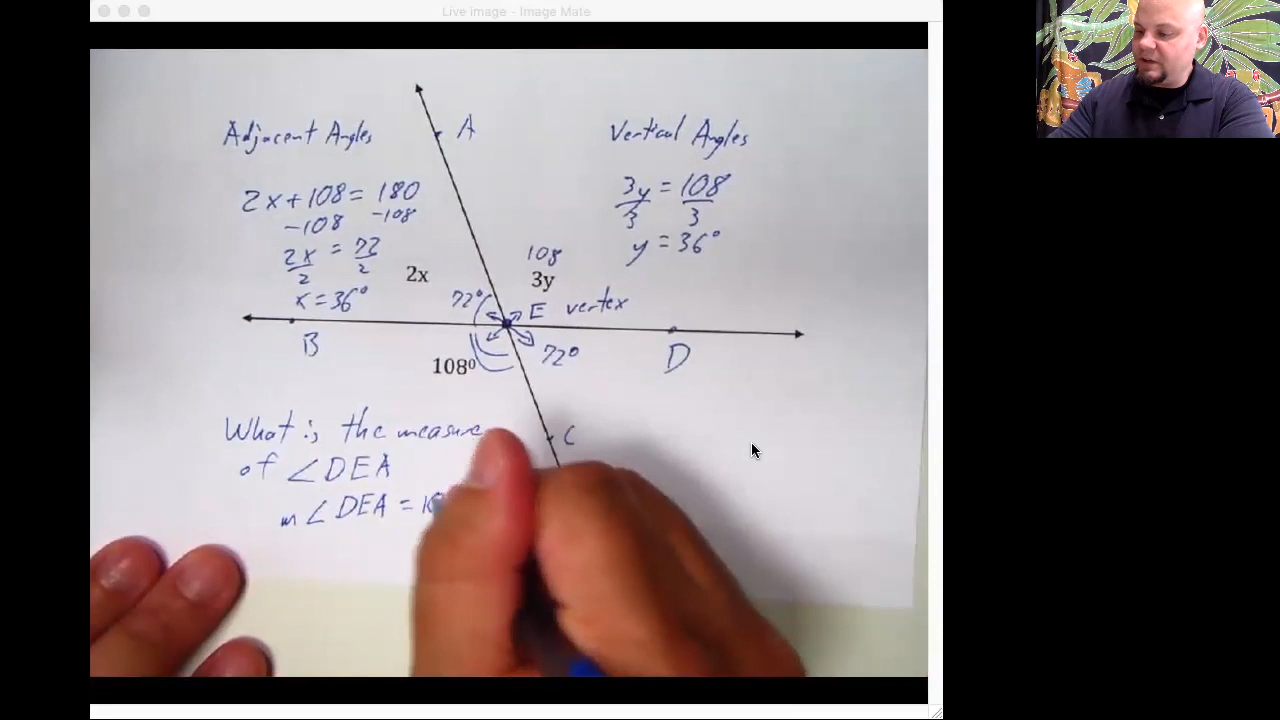 Live image - Image Mate
Adjacent Angles
2x+108=180
-108 -108
2x = 72
2 2
x=36°
A
Vertical Angles
3y = 108
3 3
y = 36°
108
2x
3y
72°
E vertex
B
108⁰
72°
D
What is the measure
of ∠DEA
C
m∠DEA =